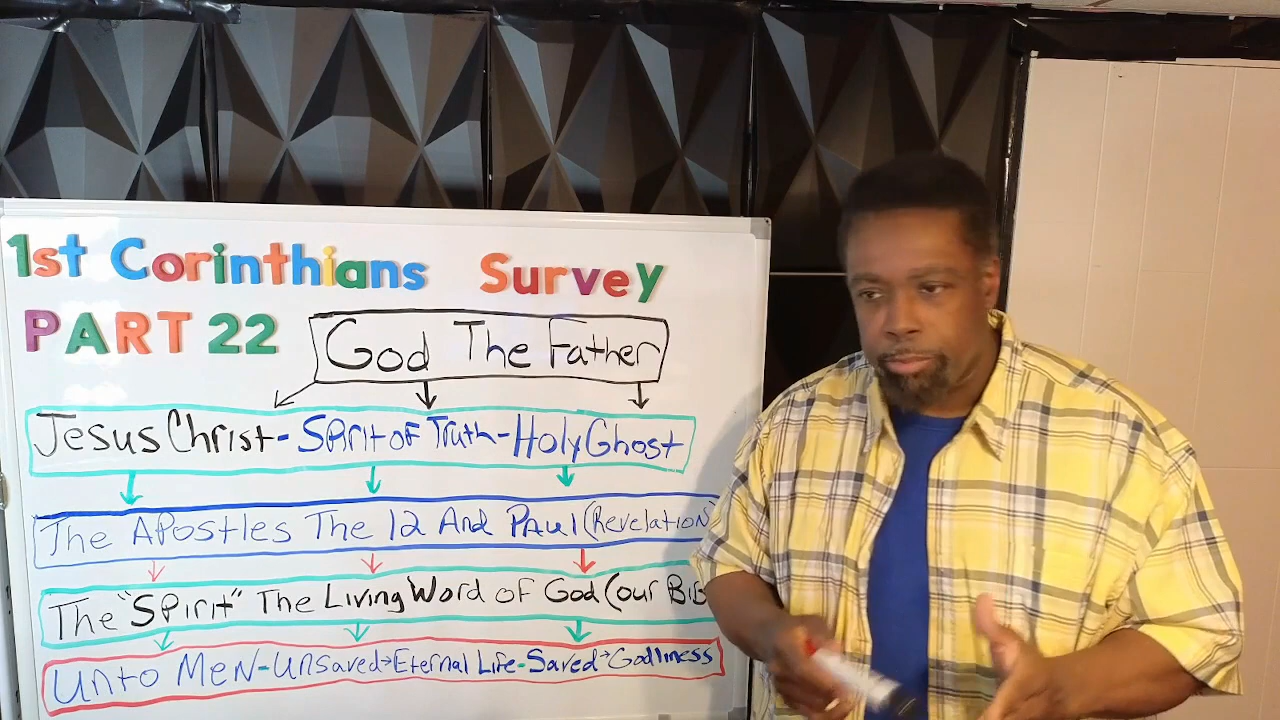 1st Corinthians Survey
PART 22
God The Father
Jesus Christ-Spirit of Truth-Holy Ghost
The Apostles The 12 And Paul (Revelation
The "Spirit" The Living Word of God (our
Unto Men-Unsaved→Eternal Life-Saved→Godliness